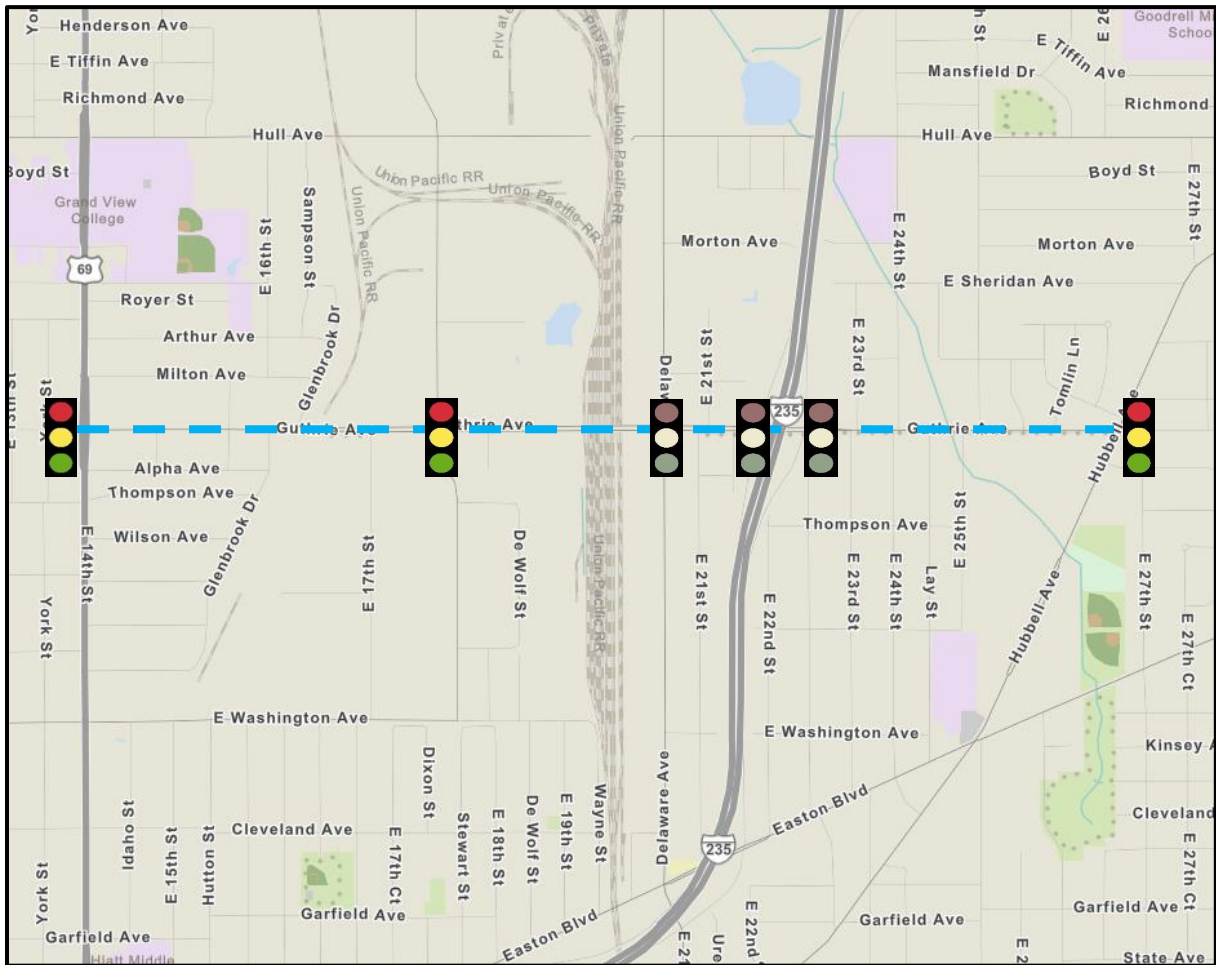 Henderson Ave
E Tiffin Ave
Richmond Ave
Private
Private
E Tiffin Ave
Mansfield Dr
Goodrell
Richmond
Hull Ave
Hull Ave
Boyd St
Boyd St
Grand View
College
Union Pacific RR
Union Pacific RR
Union Pacific RR
Union Pacific RR
Sampson St
E 16th St
E 27th St
E 24th St
Morton Ave
Morton Ave
69
E Sheridan Ave
Royer St
Arthur Ave
Glenbrook Dr
Milton Ave
E 21st St
E 23rd St
Tomlin Ln
E 13th St
235
Guthrie Ave
Ave
Guthrie Ave
Hubbell Ave
Alpha Ave
Thompson Ave
Wilson Ave
Glenbrook Dr
E 14th St
E 17th St
De Wolf St
Union Pacific RR
E 21st St
E 22nd St
Thompson Ave
E 23rd St
E 24th St
Lay St
E 25th St
Hubbell Ave
E 27th St
E 27th Ct
York St
E Washington Ave
E Washington Ave
Kinsey
Idaho St
E 15th St
Hutton St
Cleveland Ave
E 17th Ct
Dixon St
Stewart St
E 18th St
De Wolf St
E 19th St
Wayne St
Delaware Ave
235
Easton Blvd
Cleveland
E 27th Ct
York St
Garfield Ave
Garfield Ave
Easton Blvd
E 21
E 22nd
Garfield Ave
Garfield Ave
Hiatt Middle
E 2
State Ave